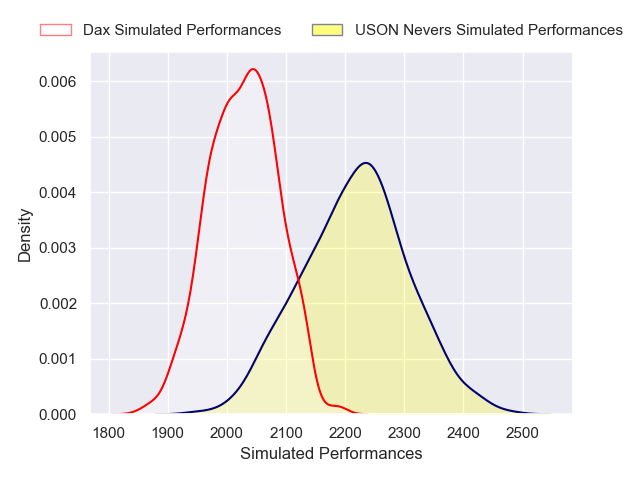 Dax Simulated Performances USON Nevers Simulated Performances
0.006
0.005
0.004
0.003
0.002
0.001
0.000
Density
1800 1900 2000 2100 2200 2300 2400 2500
Simulated Performances